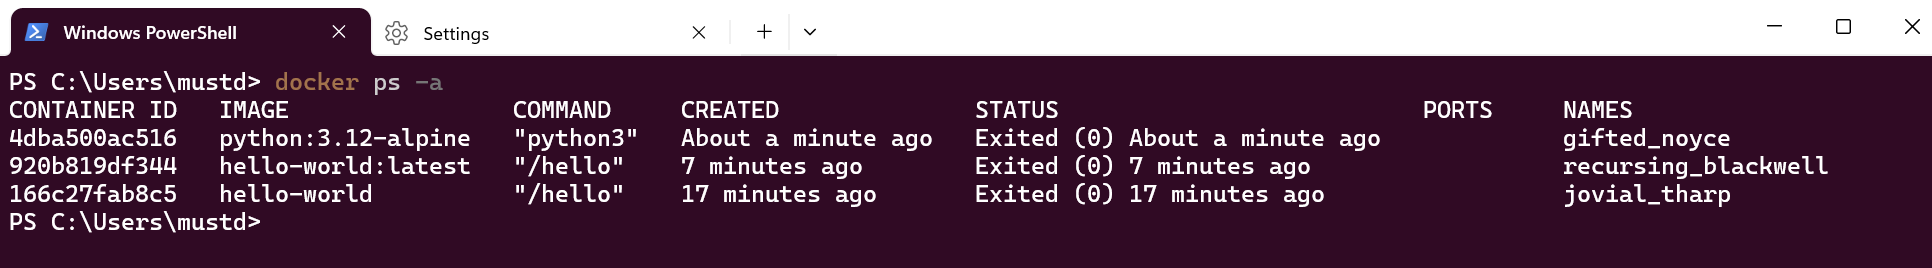 Windows PowerShell Settings
PS C:\Users\mustd> docker ps -a
CONTAINER ID   IMAGE                COMMAND     CREATED              STATUS                          PORTS     NAMES
4dba500ac516   python:3.12-alpine   "python3"   About a minute ago   Exited (0) About a minute ago             gifted_noyce
920b819df344   hello-world:latest   "/hello"    7 minutes ago        Exited (0) 7 minutes ago                  recursing_blackwell
166c27fab8c5   hello-world          "/hello"    17 minutes ago       Exited (0) 17 minutes ago                 jovial_tharp
PS C:\Users\mustd>